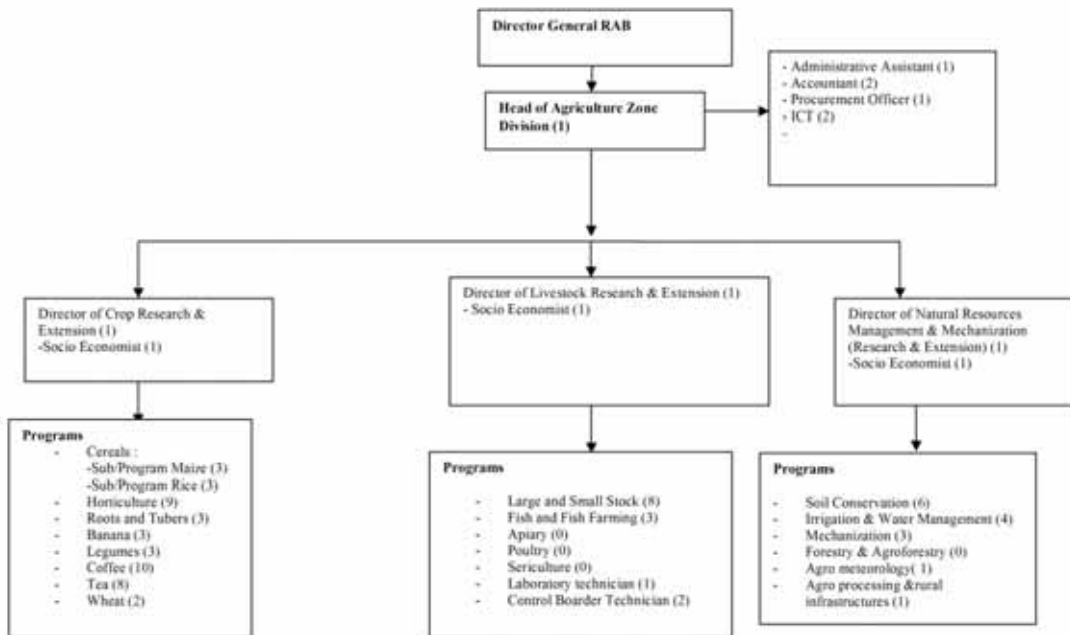 Director General RAB
- Administrative Assistant (1)
- Accountant (2)
- Procurement Officer (1)
- ICT (2)
-
Head of Agriculture Zone
Division (1)
Director of Crop Research &
Extension (1)
-Socio Economist (1)
Director of Livestock Research & Extension (1)
- Socio Economist (1)
Director of Natural Resources
Management & Mechanization
(Research & Extension) (1)
-Socio Economist (1)
Programs
- Cereals :
-Sub/Program Maize (3)
-Sub/Program Rice (3)
- Horticulture (9)
- Roots and Tubers (3)
- Banana (3)
- Legumes (3)
- Coffee (10)
- Tea (8)
- Wheat (2)
Programs
- Large and Small Stock (8)
- Fish and Fish Farming (3)
- Apiary (0)
- Poultry (0)
- Sericulture (0)
- Laboratory technician (1)
- Control Boarder Technician (2)
Programs
- Soil Conservation (6)
- Irrigation & Water Management (4)
- Mechanization (3)
- Forestry & Agroforestry (0)
- Agro meteorology( 1)
- Agro processing &rural
infrastructures (1)